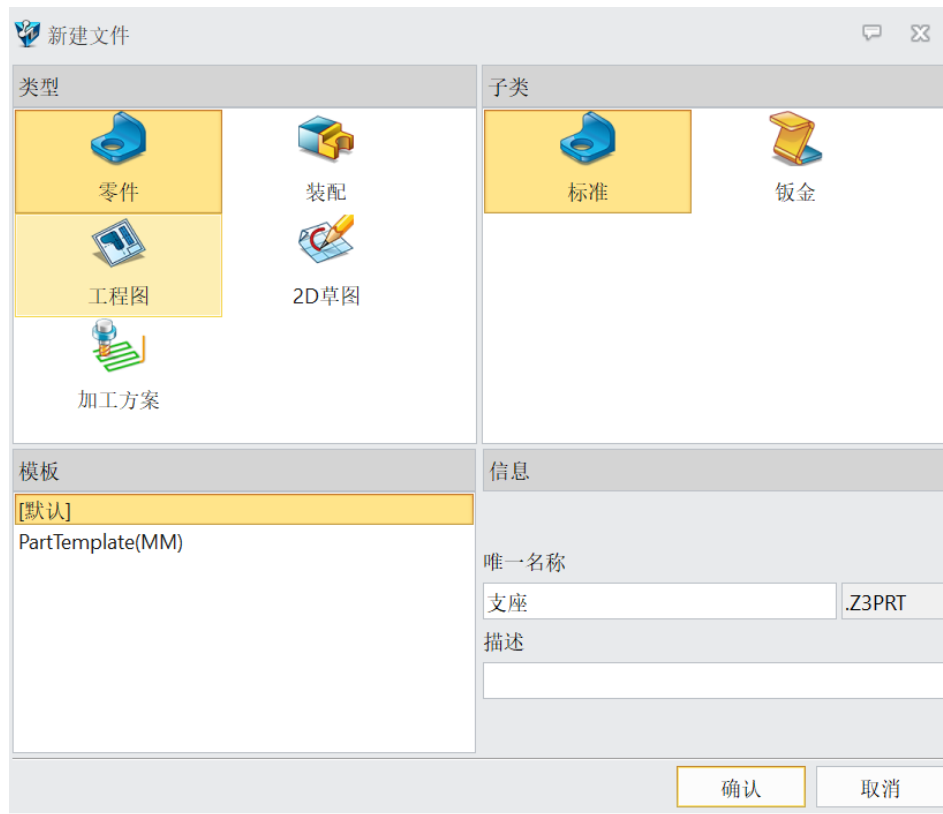 新建文件
类型
子类
零件
装配
标准
钣金
工程图
2D草图
加工方案
模板
信息
[默认]
PartTemplate(MM)
唯一名称
支座
.Z3PRT
描述
确认
取消